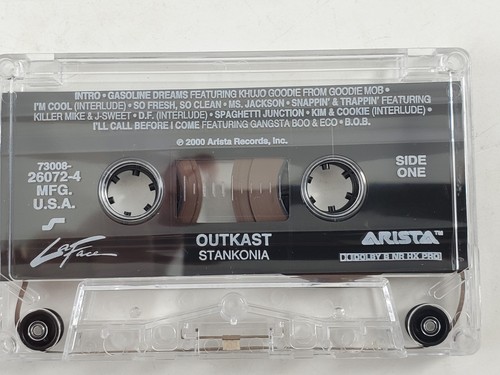 INTRO • GASOLINE DREAMS FEATURING KHUJO GOODIE FROM GOODIE MOB •
I'M COOL (INTERLUDE) • SO FRESH, SO CLEAN • MS. JACKSON • SNAPPIN' & TRAPPIN' FEATURING
KILLER MIKE & J-SWEET • D.F. (INTERLUDE) • SPAGHETTI JUNCTION • KIM & COOKIE (INTERLUDE) •
I'LL CALL BEFORE I COME FEATURING GANGSTA BOO & ECO • B.O.B.
℗ 2000 Arista Records, Inc.
73008-
26072-4
MFG.
U.S.A.
SIDE
ONE
LaFace
OUTKAST
STANKONIA
ARISTA™
DOLBY B NR HX PRO